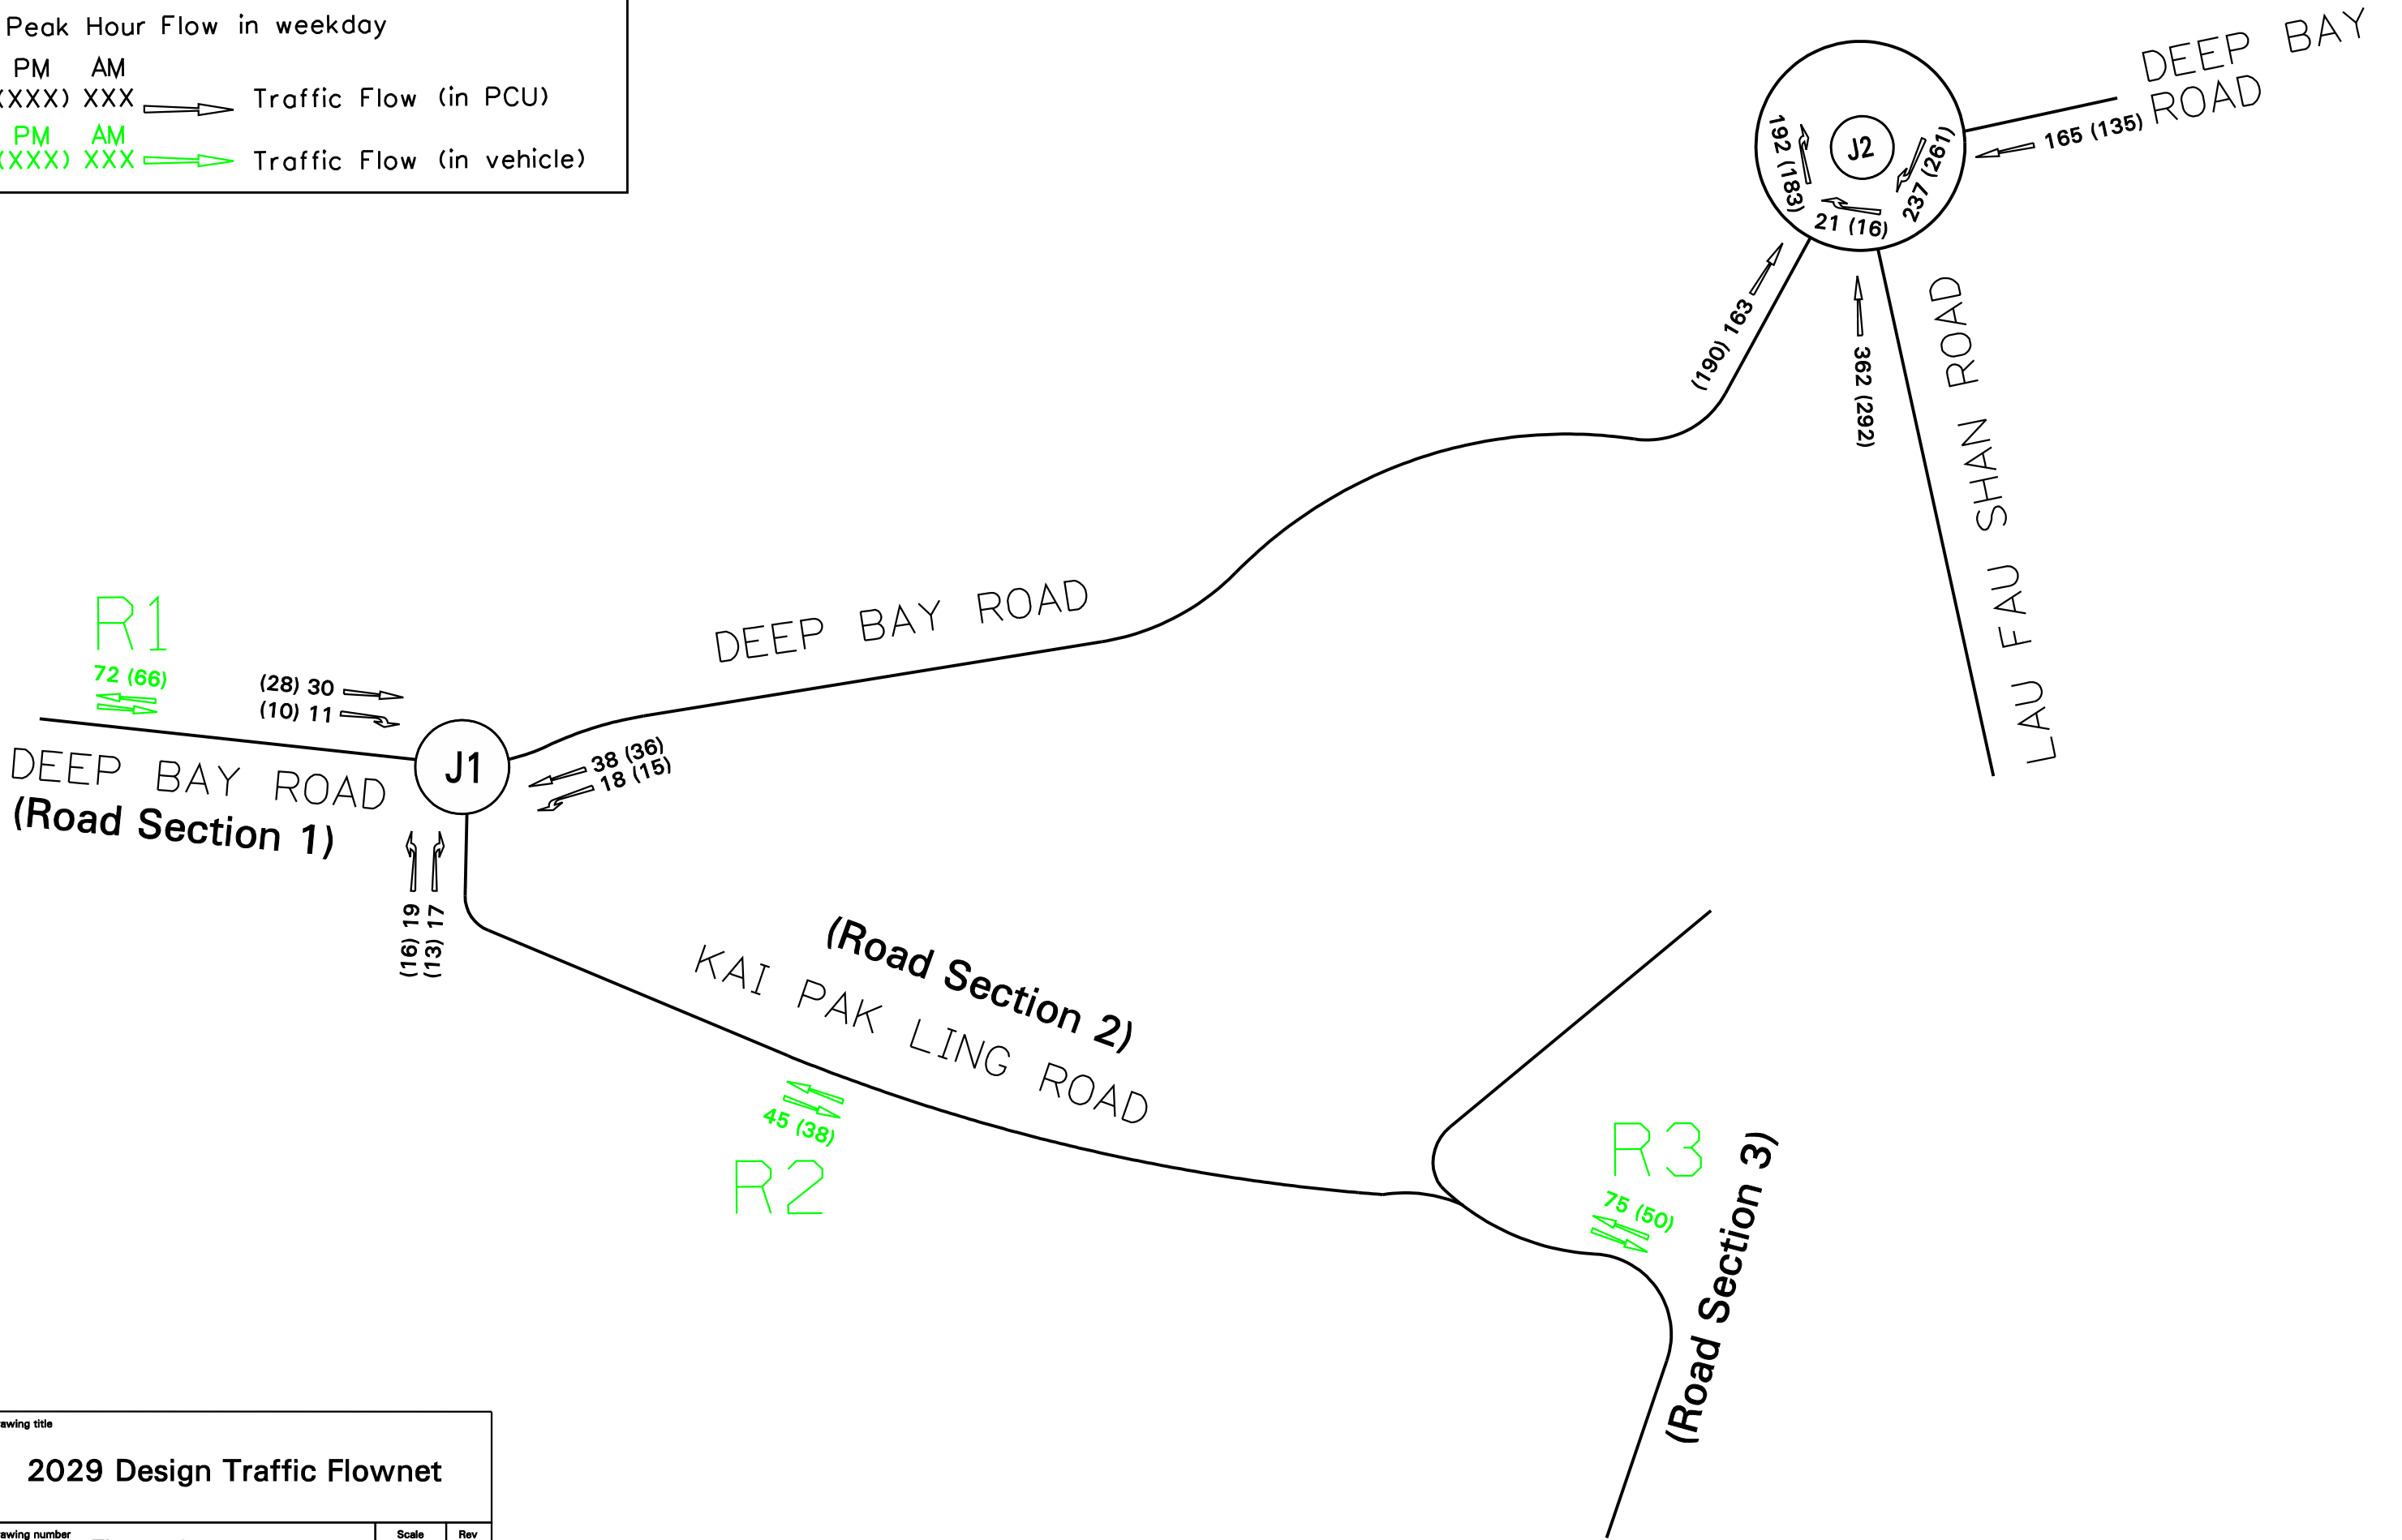 Peak Hour Flow in weekday
PM AM
(XXX) XXX Traffic Flow (in PCU)
PM AM
(XXX) XXX Traffic Flow (in vehicle)
DEEP BAY
ROAD
165 (135)
J2
192 (183)
237 (261)
21 (16)
(190) 163
362 (292)
LAU FAU SHAN ROAD
DEEP BAY ROAD
R1
72 (66)
(28) 30
(10) 11
DEEP BAY ROAD
(Road Section 1)
J1
38 (36)
18 (15)
(16) 19
(13) 17
(Road Section 2)
KAI PAK LING ROAD
45 (38)
R2
R3
75 (50)
(Road Section 3)
awing title
2029 Design Traffic Flownet
awing number
Scale
Rev